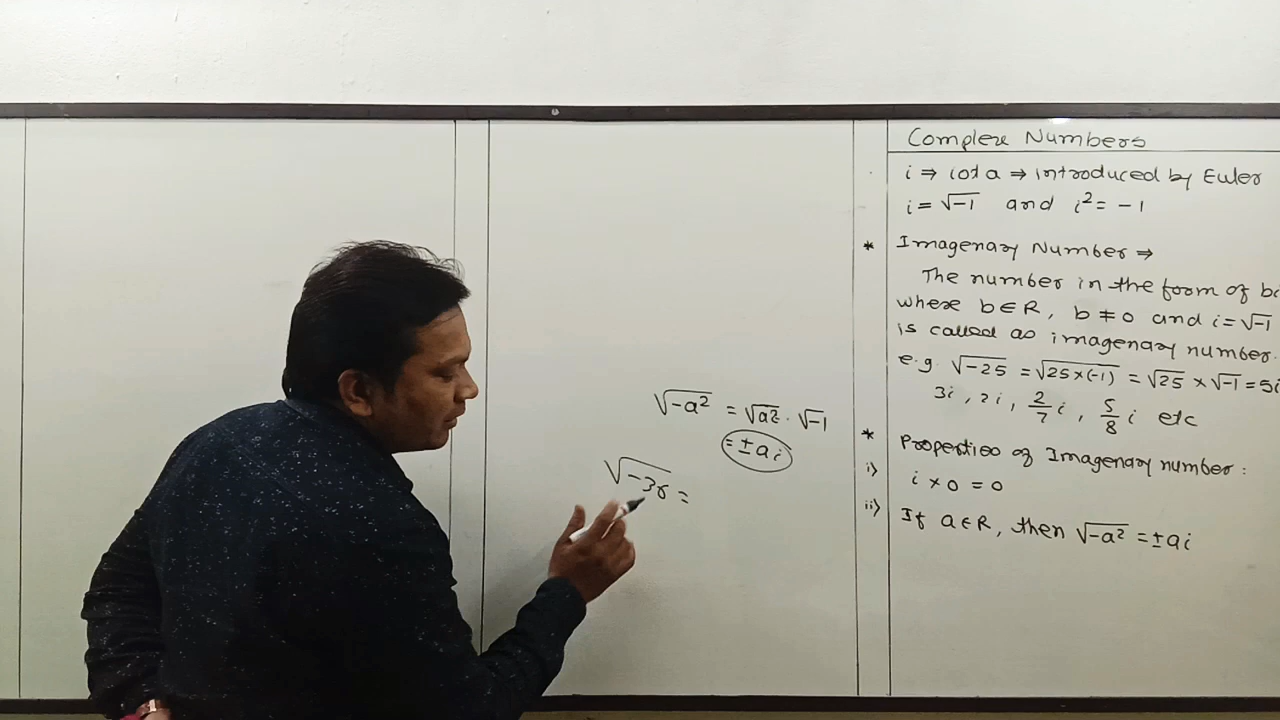 Complex Numbers
i ⇒ iota ⇒ introduced by Euler
i = √-1 and i² = -1
* Imagenary Number ⇒
The number in the form of bi
where b∈R, b≠0 and i=√-1
is called as imagenary number.
e.g. √-25 = √25×(-1) = √25 × √-1 = 5i
3i, 2i, 2/7 i, 5/8 i etc
* Properties of Imagenary number:
i) i × 0 = 0
ii) If a∈R, then √-a² = ±ai
√-a² = √a². √-1
= ±ai
√-36 =